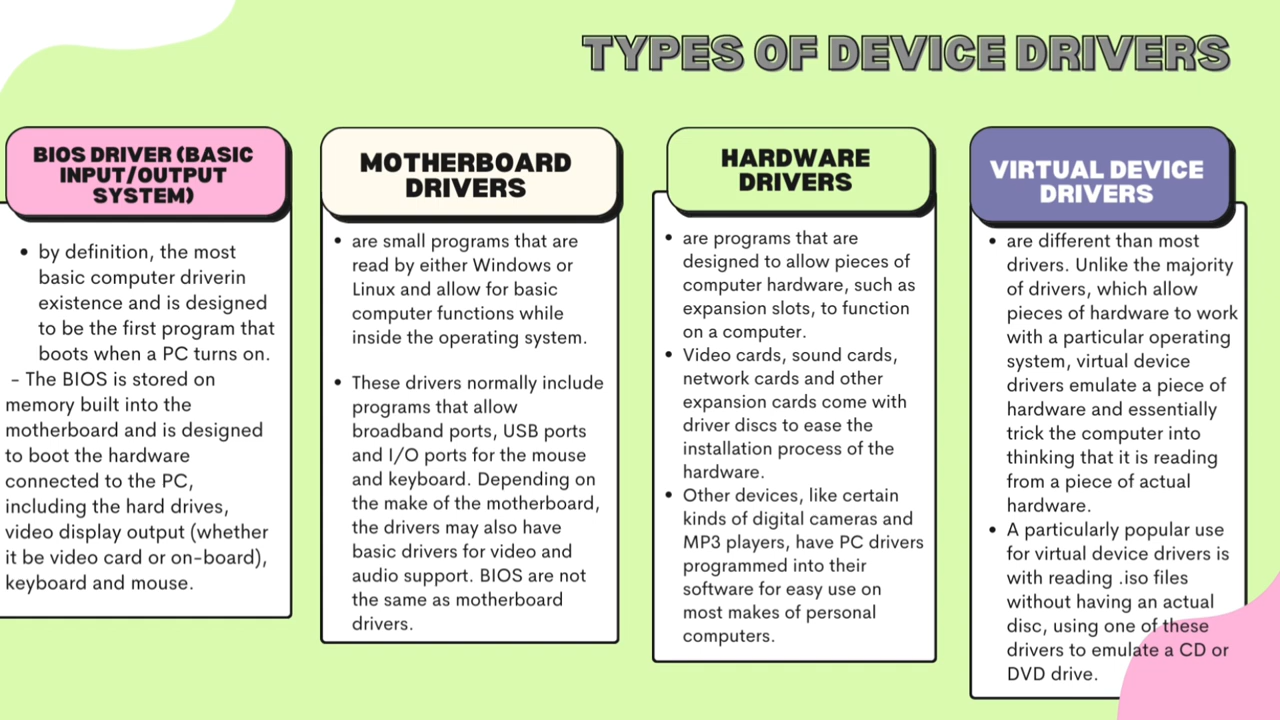 TYPES OF DEVICE DRIVERS
BIOS DRIVER (BASIC
INPUT/OUTPUT
SYSTEM)
• by definition, the most
basic computer driverin
existence and is designed
to be the first program that
boots when a PC turns on.
- The BIOS is stored on
memory built into the
motherboard and is designed
to boot the hardware
connected to the PC,
including the hard drives,
video display output (whether
it be video card or on-board),
keyboard and mouse.
MOTHERBOARD
DRIVERS
• are small programs that are
read by either Windows or
Linux and allow for basic
computer functions while
inside the operating system.
• These drivers normally include
programs that allow
broadband ports, USB ports
and I/O ports for the mouse
and keyboard. Depending on
the make of the motherboard,
the drivers may also have
basic drivers for video and
audio support. BIOS are not
the same as motherboard
drivers.
HARDWARE
DRIVERS
• are programs that are
designed to allow pieces of
computer hardware, such as
expansion slots, to function
on a computer.
• Video cards, sound cards,
network cards and other
expansion cards come with
driver discs to ease the
installation process of the
hardware.
• Other devices, like certain
kinds of digital cameras and
MP3 players, have PC drivers
programmed into their
software for easy use on
most makes of personal
computers.
VIRTUAL DEVICE
DRIVERS
• are different than most
drivers. Unlike the majority
of drivers, which allow
pieces of hardware to work
with a particular operating
system, virtual device
drivers emulate a piece of
hardware and essentially
trick the computer into
thinking that it is reading
from a piece of actual
hardware.
• A particularly popular use
for virtual device drivers is
with reading .iso files
without having an actual
disc, using one of these
drivers to emulate a CD or
DVD drive.